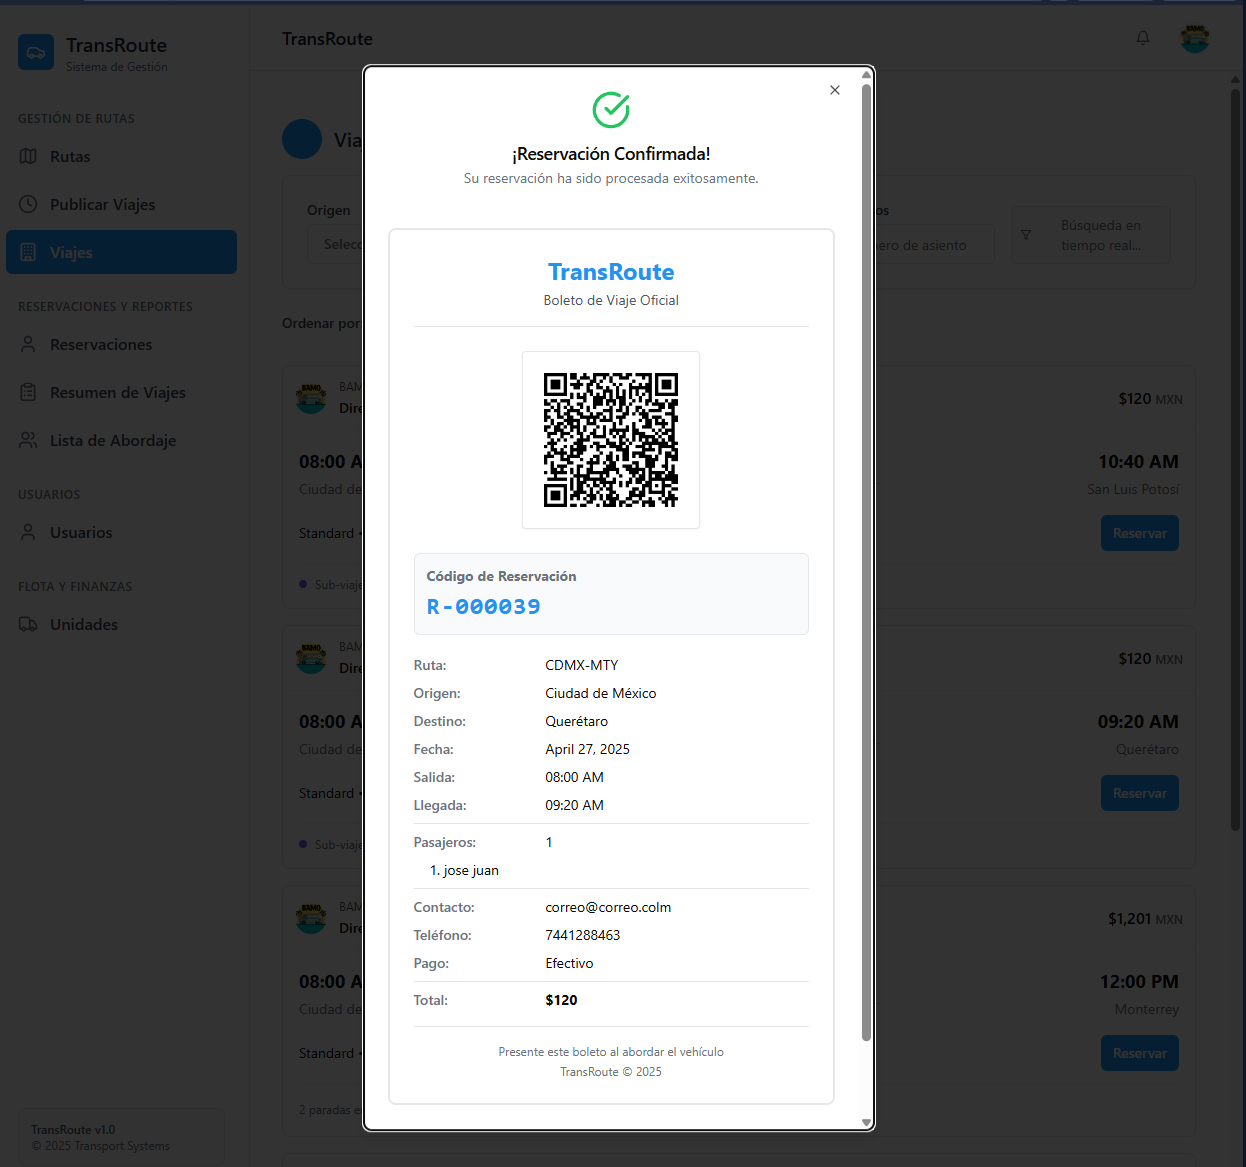 TransRoute
Sistema de Gestión
GESTIÓN DE RUTAS
Rutas
Publicar Viajes
Viajes
RESERVACIONES Y REPORTES
Reservaciones
Resumen de Viajes
Lista de Abordaje
USUARIOS
Usuarios
FLOTA Y FINANZAS
Unidades
TransRoute v1.0
© 2025 Transport Systems
TransRoute
Via
Origen
Selecc
os
ero de asiento
Búsqueda en
tiempo real...
Ordenar por
BAM
Dire
$120 MXN
08:00 A
10:40 AM
Ciudad de
San Luis Potosí
Standard •
Reservar
Sub-viaje
BAM
Dire
$120 MXN
08:00 A
09:20 AM
Ciudad de
Querétaro
Standard •
Reservar
Sub-viaje
BAM
Dire
$1,201 MXN
08:00 A
12:00 PM
Ciudad de
Monterrey
Standard •
Reservar
2 paradas e
¡Reservación Confirmada!
Su reservación ha sido procesada exitosamente.
TransRoute
Boleto de Viaje Oficial
Código de Reservación
R-000039
Ruta: CDMX-MTY
Origen: Ciudad de México
Destino: Querétaro
Fecha: April 27, 2025
Salida: 08:00 AM
Llegada: 09:20 AM
Pasajeros: 1
1. jose juan
Contacto: correo@correo.colm
Teléfono: 7441288463
Pago: Efectivo
Total: $120
Presente este boleto al abordar el vehículo
TransRoute © 2025